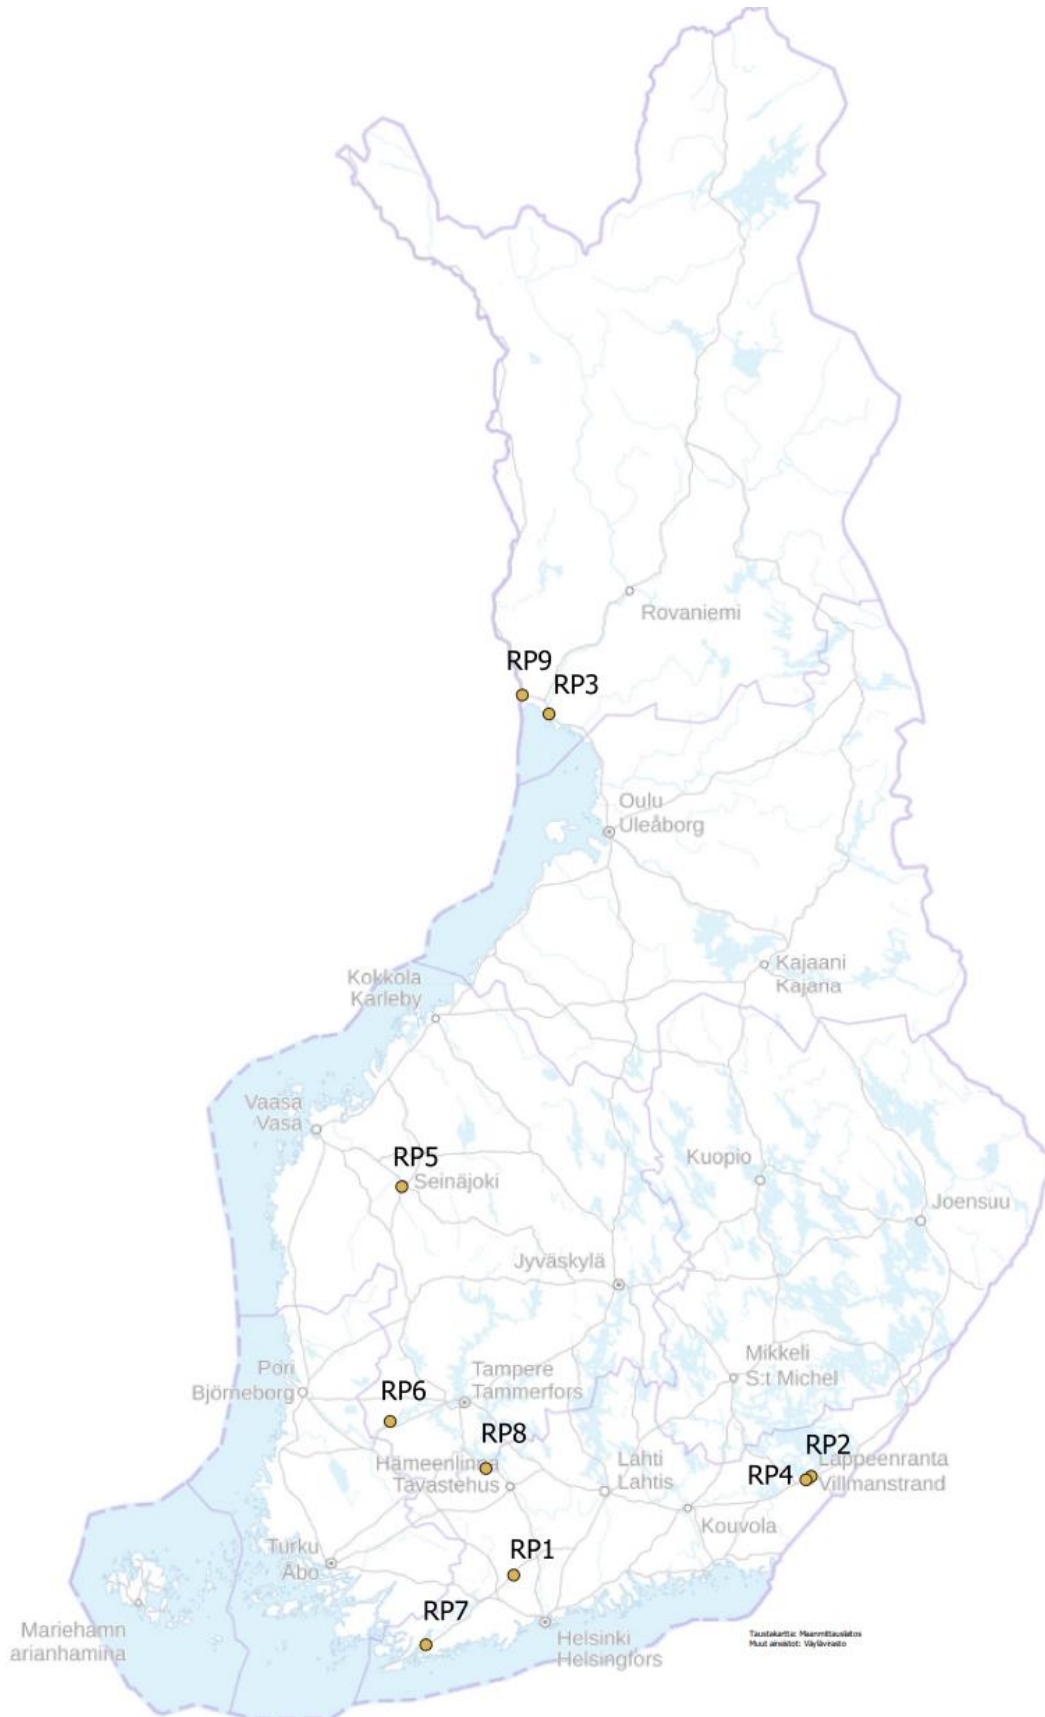 Rovaniemi
RP9
RP3
Oulu
Uleåborg
Kajaani
Kajana
Kokkola
Karleby
Vaasa
Vasa
RP5
Seinäjoki
Kuopio
Joensuu
Jyväskylä
Mikkeli
S:t Michel
Pori
Björneborg
Tampere
Tammerfors
RP6
RP8
Hämeenlinna
Tavastehus
Lahti
Lahtis
RP2
RP4
Lappeenranta
Villmanstrand
Kouvola
Turku
Åbo
RP1
RP7
Mariehamn
arianhamina
Helsinki
Helsingfors
Taustakartta: Maanmittauslaitos
Muut aineistot: Väylävirasto